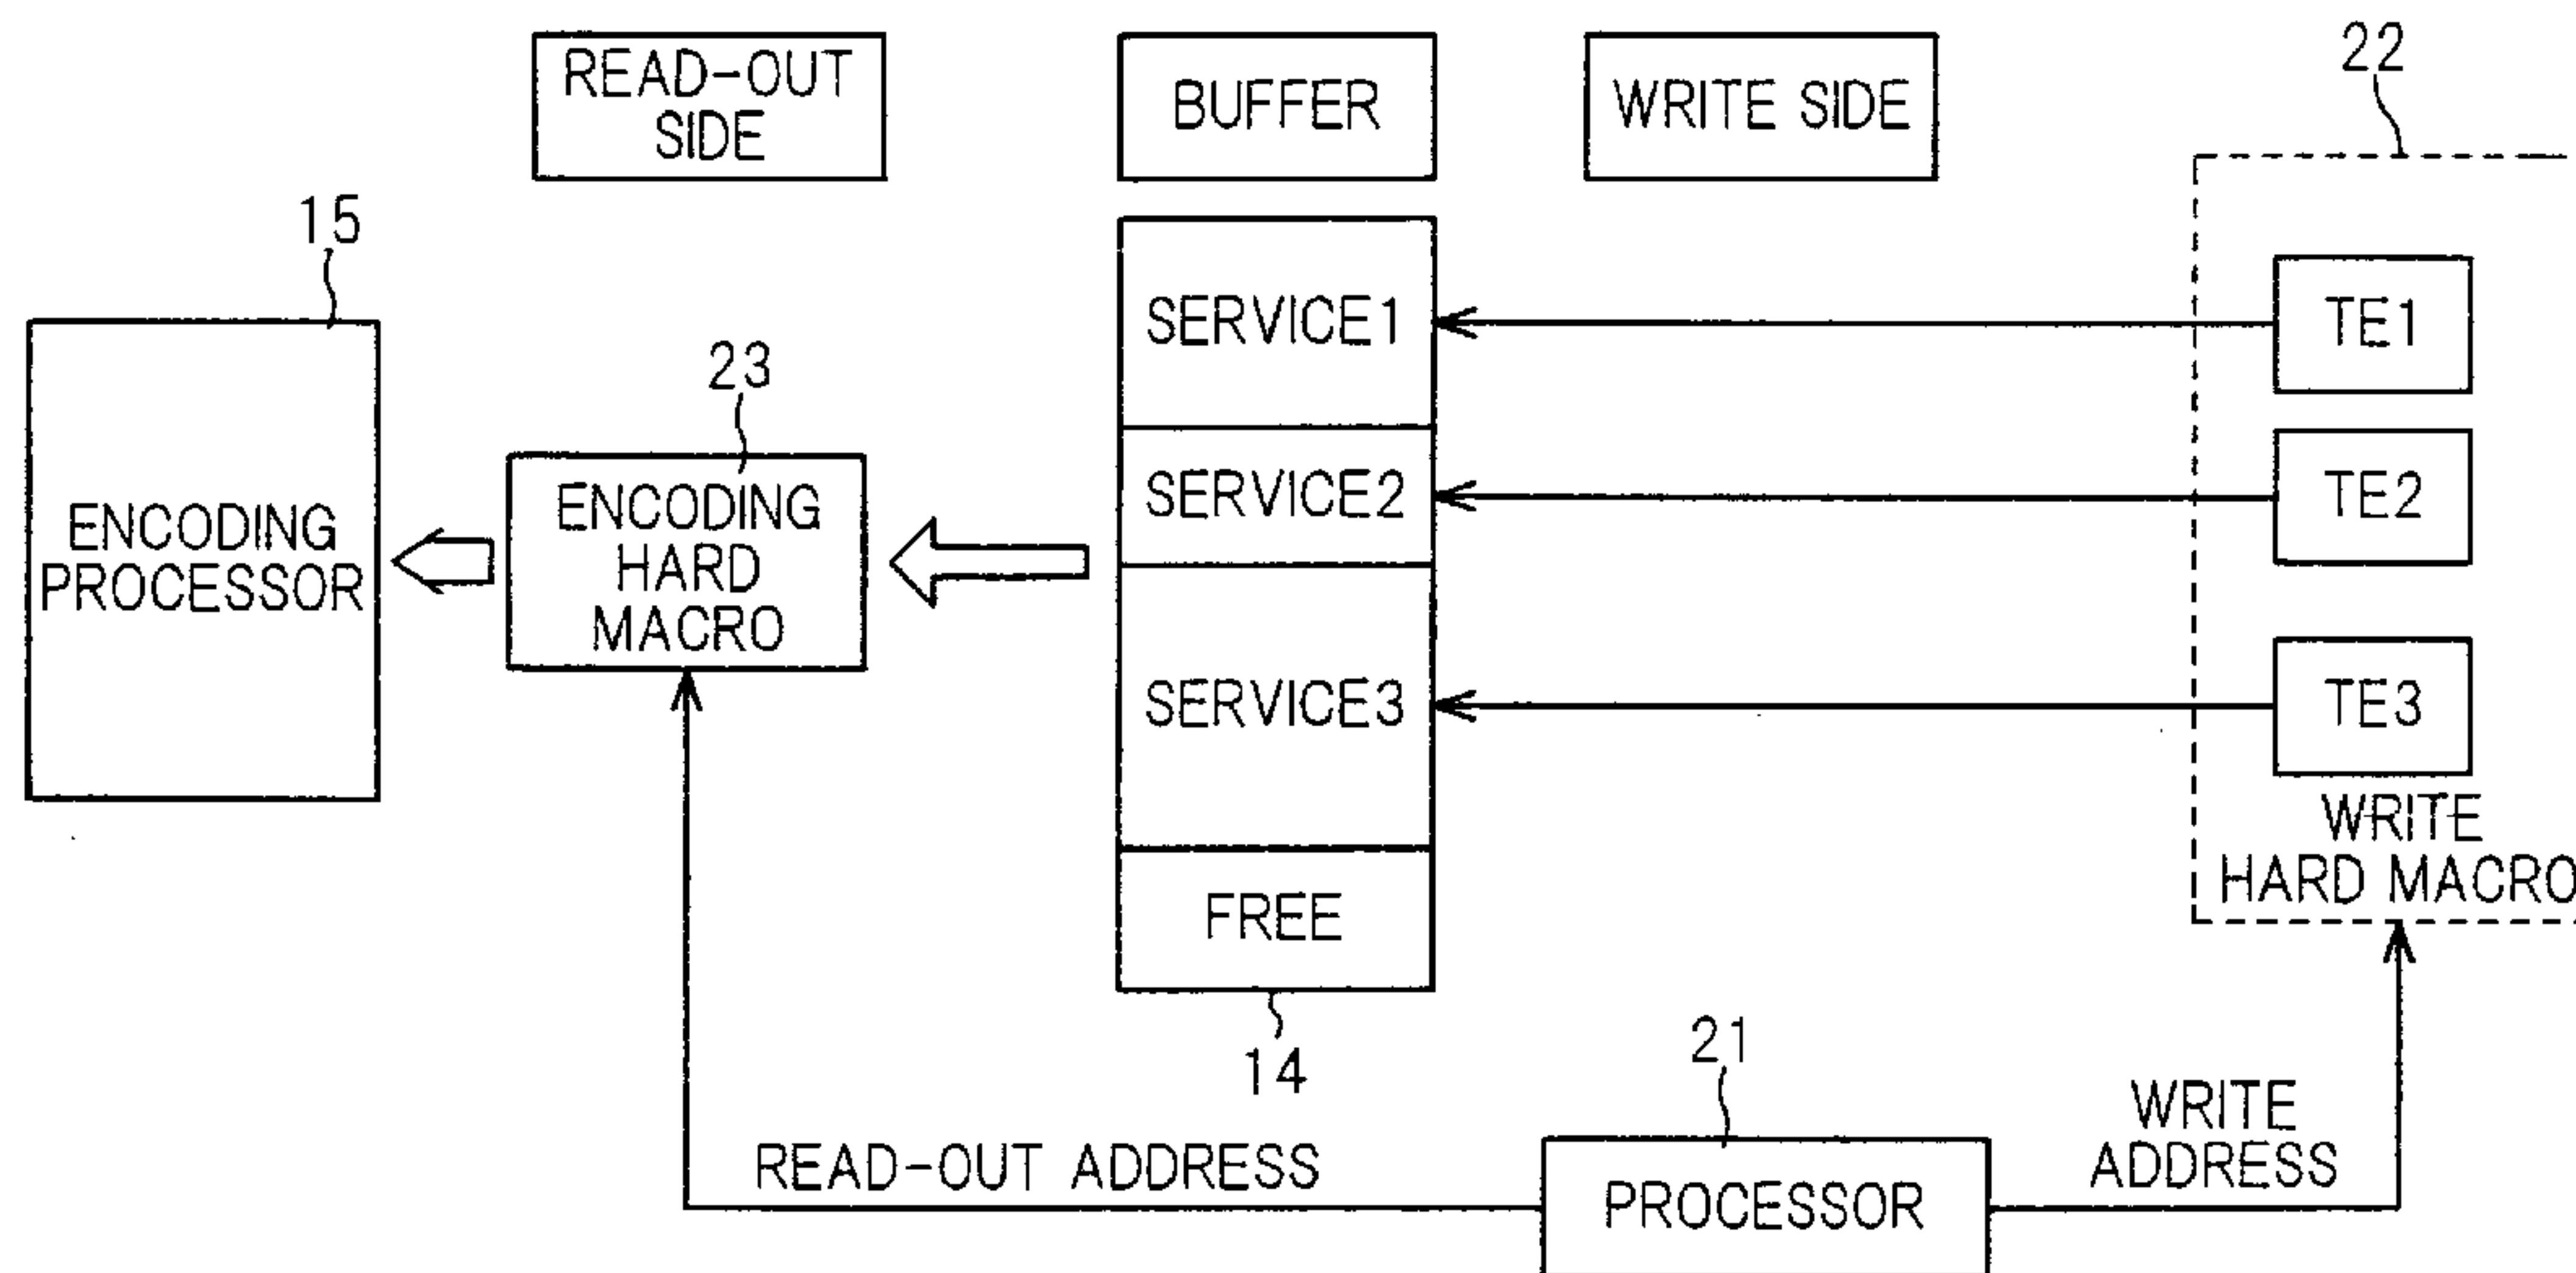 READ-OUT
SIDE
BUFFER
WRITE SIDE
22
15
23
SERVICE1
TE1
SERVICE2
TE2
ENCODING
PROCESSOR
ENCODING
HARD
MACRO
SERVICE3
TE3
WRITE
HARD MACRO
FREE
14
21
READ-OUT ADDRESS
PROCESSOR
WRITE
ADDRESS